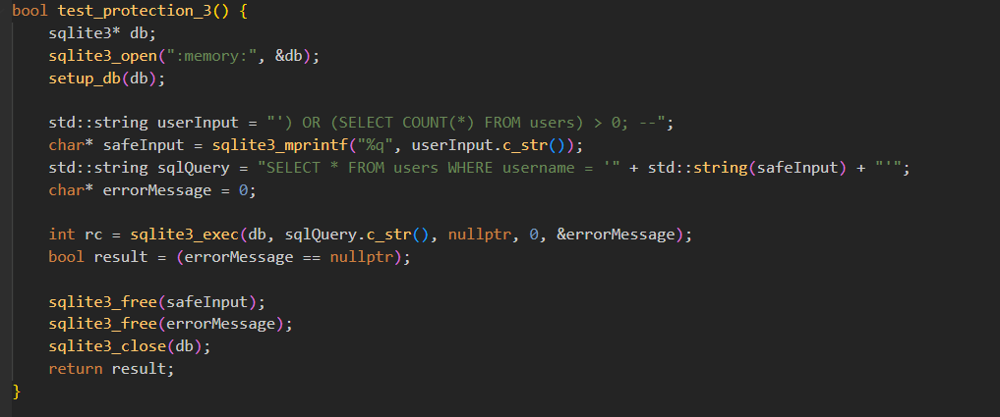 bool test_protection_3() {
    sqlite3* db;
    sqlite3_open(":memory:", &db);
    setup_db(db);

    std::string userInput = "') OR (SELECT COUNT(*) FROM users) > 0; --";
    char* safeInput = sqlite3_mprintf("%q", userInput.c_str());
    std::string sqlQuery = "SELECT * FROM users WHERE username = '" + std::string(safeInput) + "'";
    char* errorMessage = 0;

    int rc = sqlite3_exec(db, sqlQuery.c_str(), nullptr, 0, &errorMessage);
    bool result = (errorMessage == nullptr);

    sqlite3_free(safeInput);
    sqlite3_free(errorMessage);
    sqlite3_close(db);
    return result;
}